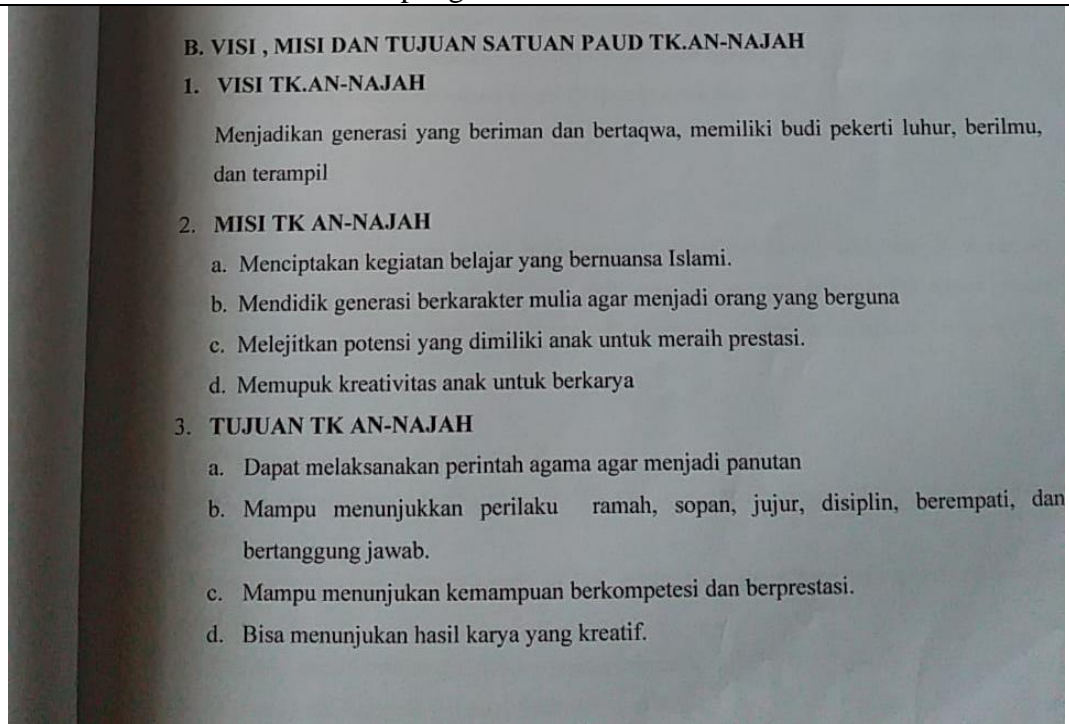 B. VISI , MISI DAN TUJUAN SATUAN PAUD TK.AN-NAJAH
1. VISI TK.AN-NAJAH
Menjadikan generasi yang beriman dan bertaqwa, memiliki budi pekerti luhur, berilmu,
dan terampil
2. MISI TK AN-NAJAH
a. Menciptakan kegiatan belajar yang bernuansa Islami.
b. Mendidik generasi berkarakter mulia agar menjadi orang yang berguna
c. Melejitkan potensi yang dimiliki anak untuk meraih prestasi.
d. Memupuk kreativitas anak untuk berkarya
3. TUJUAN TK AN-NAJAH
a. Dapat melaksanakan perintah agama agar menjadi panutan
b. Mampu menunjukkan perilaku ramah, sopan, jujur, disiplin, berempati, dan
bertanggung jawab.
c. Mampu menunjukan kemampuan berkompetesi dan berprestasi.
d. Bisa menunjukan hasil karya yang kreatif.